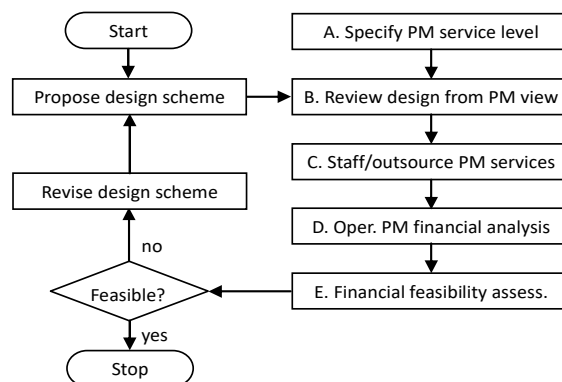 Start
A. Specify PM service level
Propose design scheme
B. Review design from PM view
C. Staff/outsource PM services
Revise design scheme
D. Oper. PM financial analysis
no
Feasible?
E. Financial feasibility assess.
yes
Stop